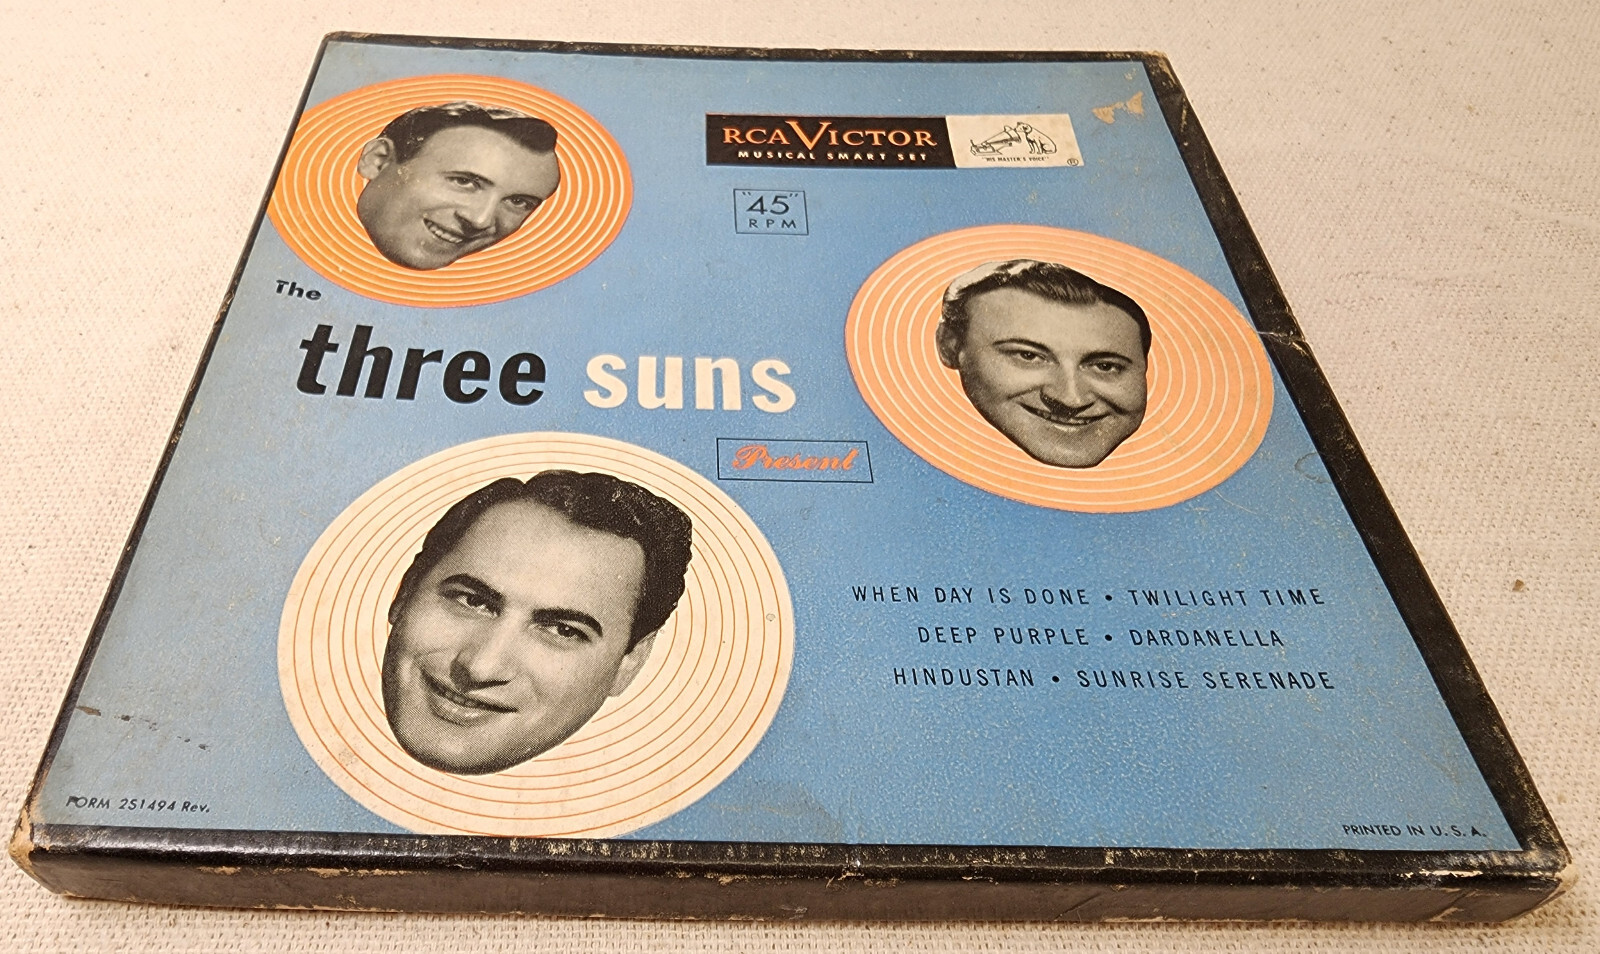 RCA VICTOR
MUSICAL SMART SET
"HIS MASTER'S VOICE"
®
"45"
RPM
The
three suns
Present
WHEN DAY IS DONE • TWILIGHT TIME
DEEP PURPLE • DARDANELLA
HINDUSTAN • SUNRISE SERENADE
FORM 2S1494 Rev.
PRINTED IN U. S. A.